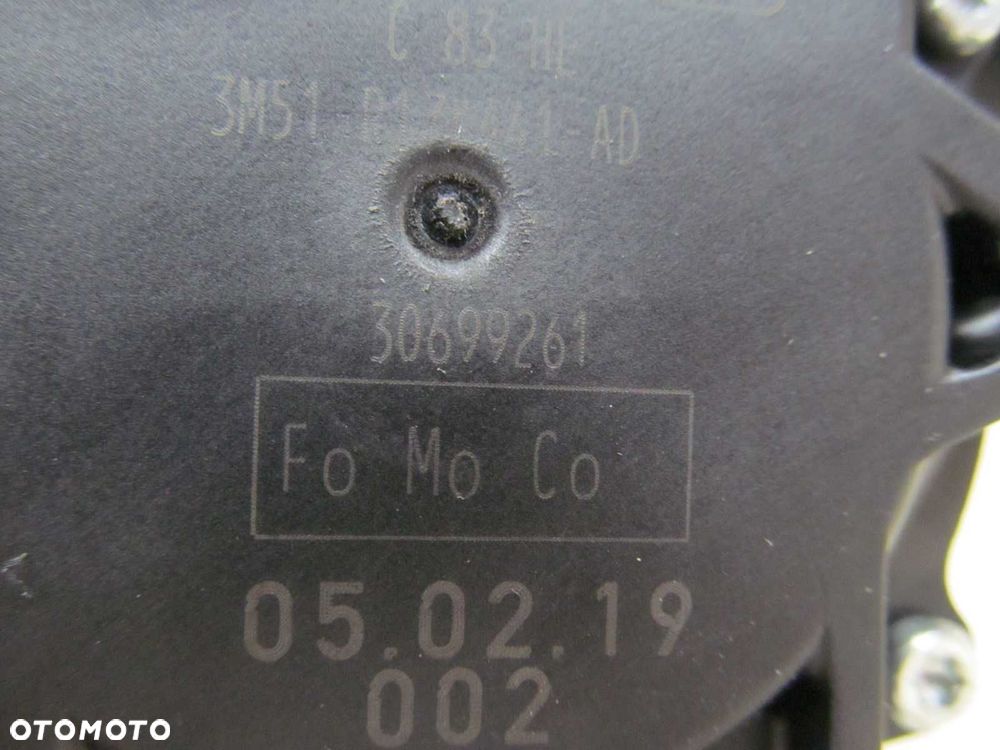 C 83 HE
3M51 AD
30699261
Fo Mo Co
05.02.19
002
OTOMOTO